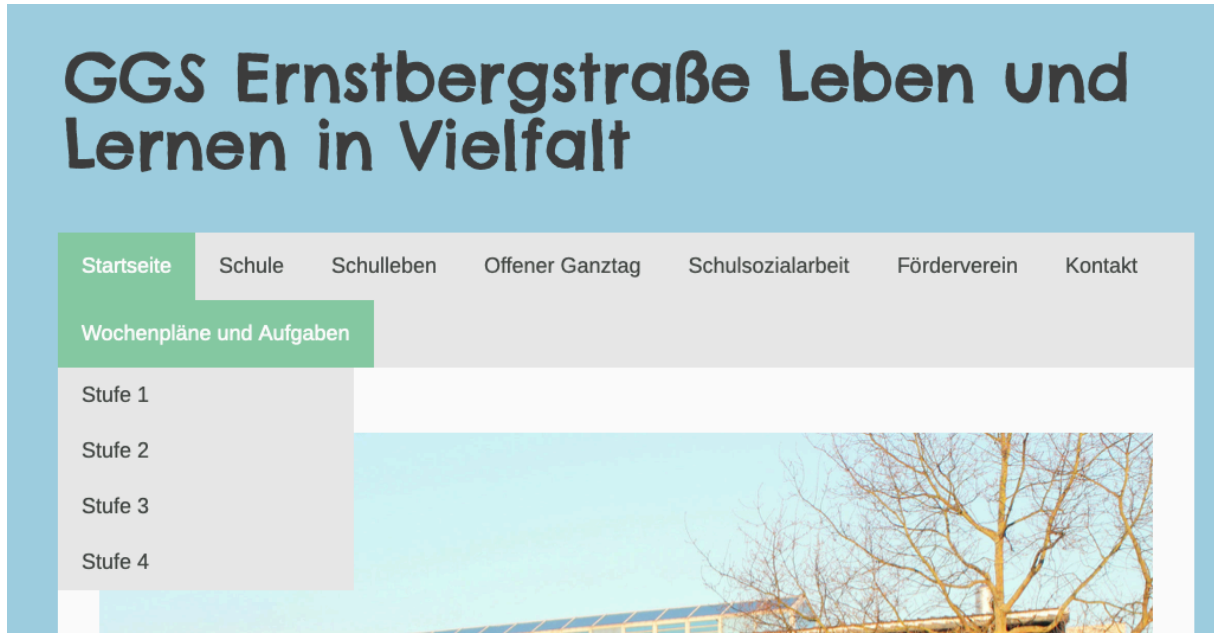 GGS Ernstbergstraße Leben und
Lernen in Vielfalt
Startseite Schule Schulleben Offener Ganztag Schulsozialarbeit Förderverein Kontakt
Wochenpläne und Aufgaben
Stufe 1
Stufe 2
Stufe 3
Stufe 4